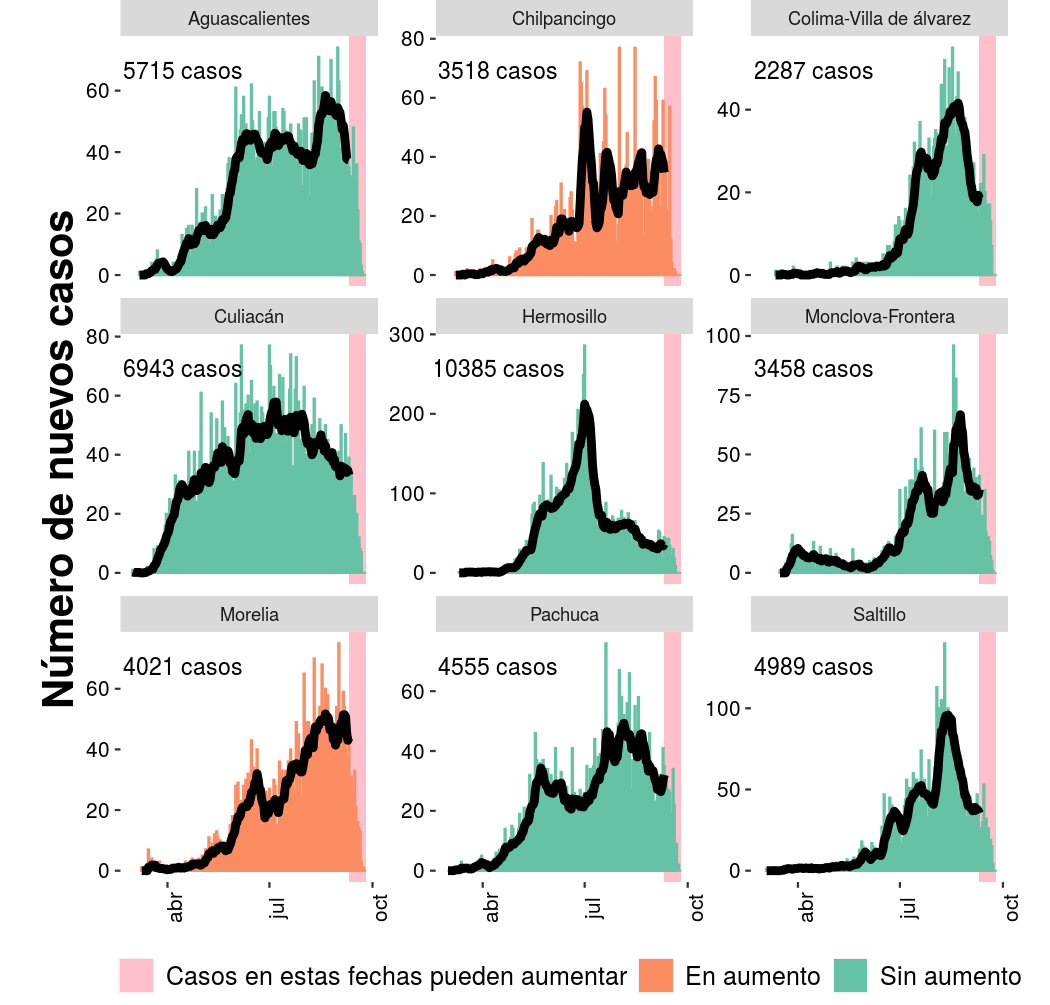 Aguascalientes
Chilpancingo
Colima-Villa de álvarez
5715 casos
3518 casos
2287 casos
0
20
40
60
0
20
40
60
80
0
20
40
Culiacán
Hermosillo
Monclova-Frontera
6943 casos
10385 casos
3458 casos
0
20
40
60
80
0
100
200
300
0
25
50
75
100
Morelia
Pachuca
Saltillo
4021 casos
4555 casos
4989 casos
0
20
40
60
0
20
40
60
0
50
100
abr
jul
oct
abr
jul
oct
abr
jul
oct
Número de nuevos casos
Casos en estas fechas pueden aumentar
En aumento
Sin aumento